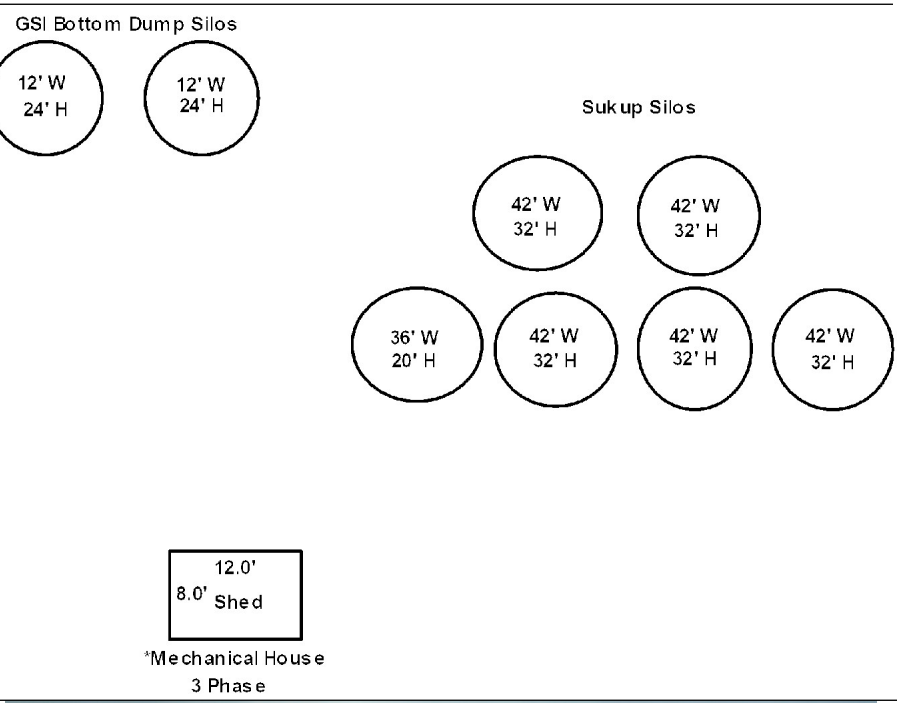 GSI Bottom Dump Silos
12' W
24' H
12' W
24' H
Sukup Silos
42' W
32' H
42' W
32' H
36' W
20' H
42' W
32' H
42' W
32' H
42' W
32' H
12.0'
8.0'
Shed
*Mechanical House
3 Phase